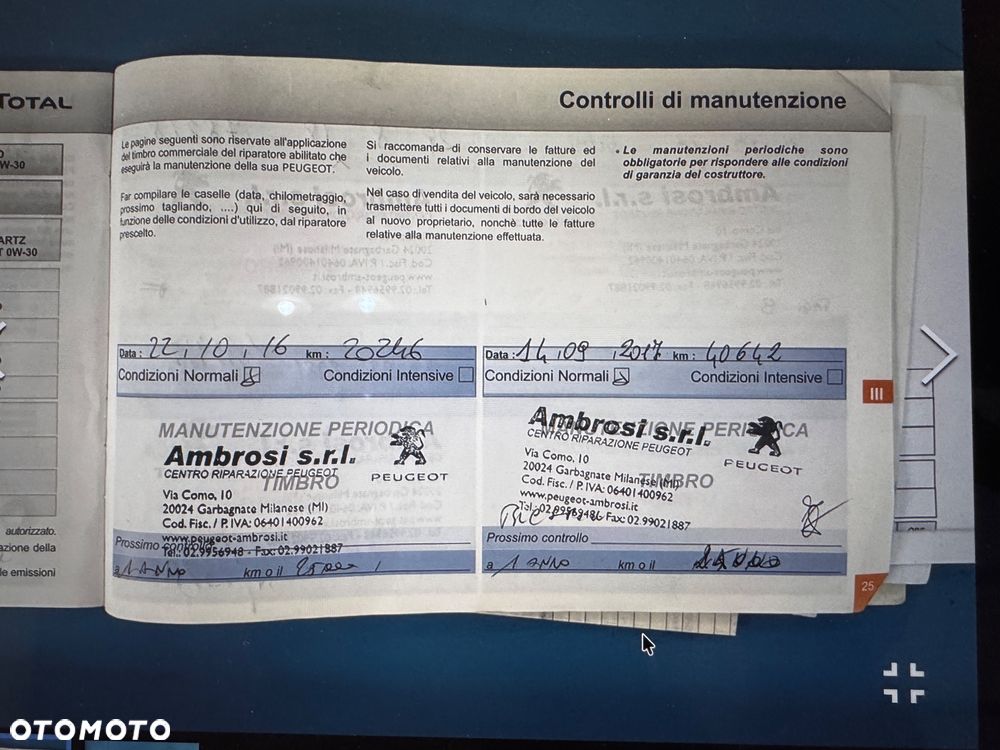 TOTAL
W-30
ARTZ
T 0W-30
autorizzato.
azione della
le emissioni
Controlli di manutenzione
Le pagine seguenti sono riservate all'applicazione
del timbro commerciale del riparatore abilitato che
eseguirà la manutenzione della sua PEUGEOT.
Far compilare le caselle (data, chilometraggio,
prossimo tagliando, ....) qui di seguito, in
funzione delle condizioni d'utilizzo, dal riparatore
prescelto.
Si raccomanda di conservare le fatture ed
i documenti relativi alla manutenzione del
veicolo.
Nel caso di vendita del veicolo, sarà necessario
trasmettere tutti i documenti di bordo del veicolo
al nuovo proprietario, nonchè tutte le fatture
relative alla manutenzione effettuata.
• Le manutenzioni periodiche sono
obbligatorie per rispondere alle condizioni
di garanzia del costruttore.
Data : 22, 10, 16 km : 20246
Condizioni Normali Condizioni Intensive
MANUTENZIONE PERIODICA
Ambrosi s.r.l.
CENTRO RIPARAZIONE PEUGEOT
PEUGEOT
TIMBRO
Via Como, 10
20024 Garbagnate Milanese (MI)
Cod. Fisc. / P. IVA: 06401400962
www.peugeot-ambrosi.it
Tel.: 02.9956948 - Fax: 02.99021887
Prossimo controllo
a 1 ANNO km o il
Data : 14, 09, 2017 km : 40642
Condizioni Normali Condizioni Intensive
MANUTENZIONE PERIODICA
Ambrosi s.r.l.
CENTRO RIPARAZIONE PEUGEOT
PEUGEOT
TIMBRO
Via Como, 10
20024 Garbagnate Milanese (MI)
Cod. Fisc. / P. IVA: 06401400962
www.peugeot-ambrosi.it
Fax: 02.99021887
Prossimo controllo
a 1 ANNO km o il
III
25
OTOMOTO